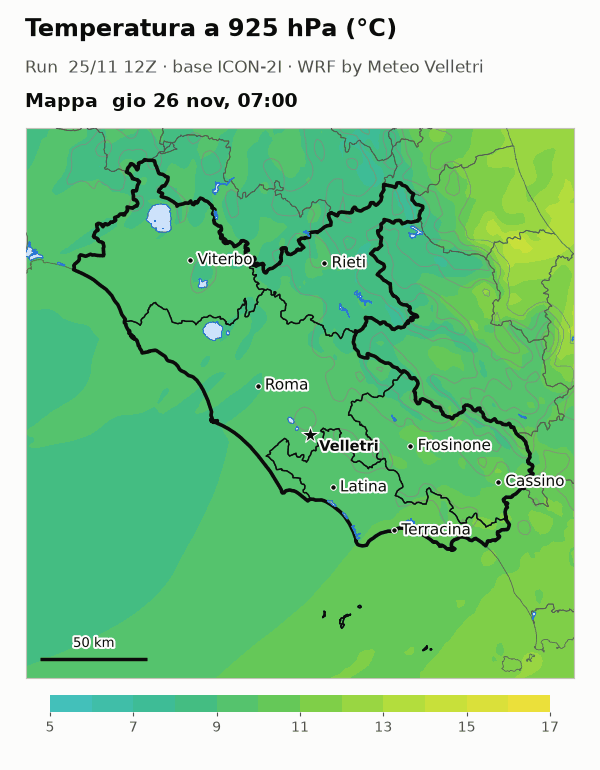 Temperatura a 925 hPa (°C)
Run  25/11 12Z · base ICON-2I · WRF by Meteo Velletri
Mappa  gio 26 nov, 07:00
Viterbo
Rieti
Roma
Velletri
Frosinone
Latina
Cassino
Terracina
50 km
5 7 9 11 13 15 17